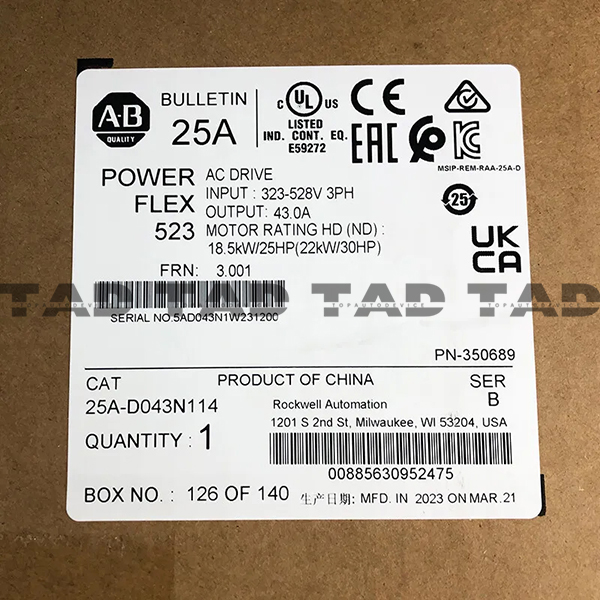 A-B
QUALITY
BULLETIN
25A
C UL US
LISTED
IND. CONT. EQ.
E59272
CE
EAC
KC
MSIP-REM-RAA-25A-D
25
UK
CA
POWER
FLEX
523
AC DRIVE
INPUT : 323-528V 3PH
OUTPUT: 43.0A
MOTOR RATING HD (ND) :
18.5kW/25HP(22kW/30HP)
FRN: 3.001
TAD TAD TAD TAD
TOPAUTODEVICE TOPAUTODEVICE
SERIAL NO.5AD043N1W231200
PN-350689
CAT
25A-D043N114
PRODUCT OF CHINA
SER
B
Rockwell Automation
1201 S 2nd St, Milwaukee, WI 53204, USA
QUANTITY : 1
00885630952475
BOX NO. : 126 OF 140
生产日期: MFD. IN 2023 ON MAR.21